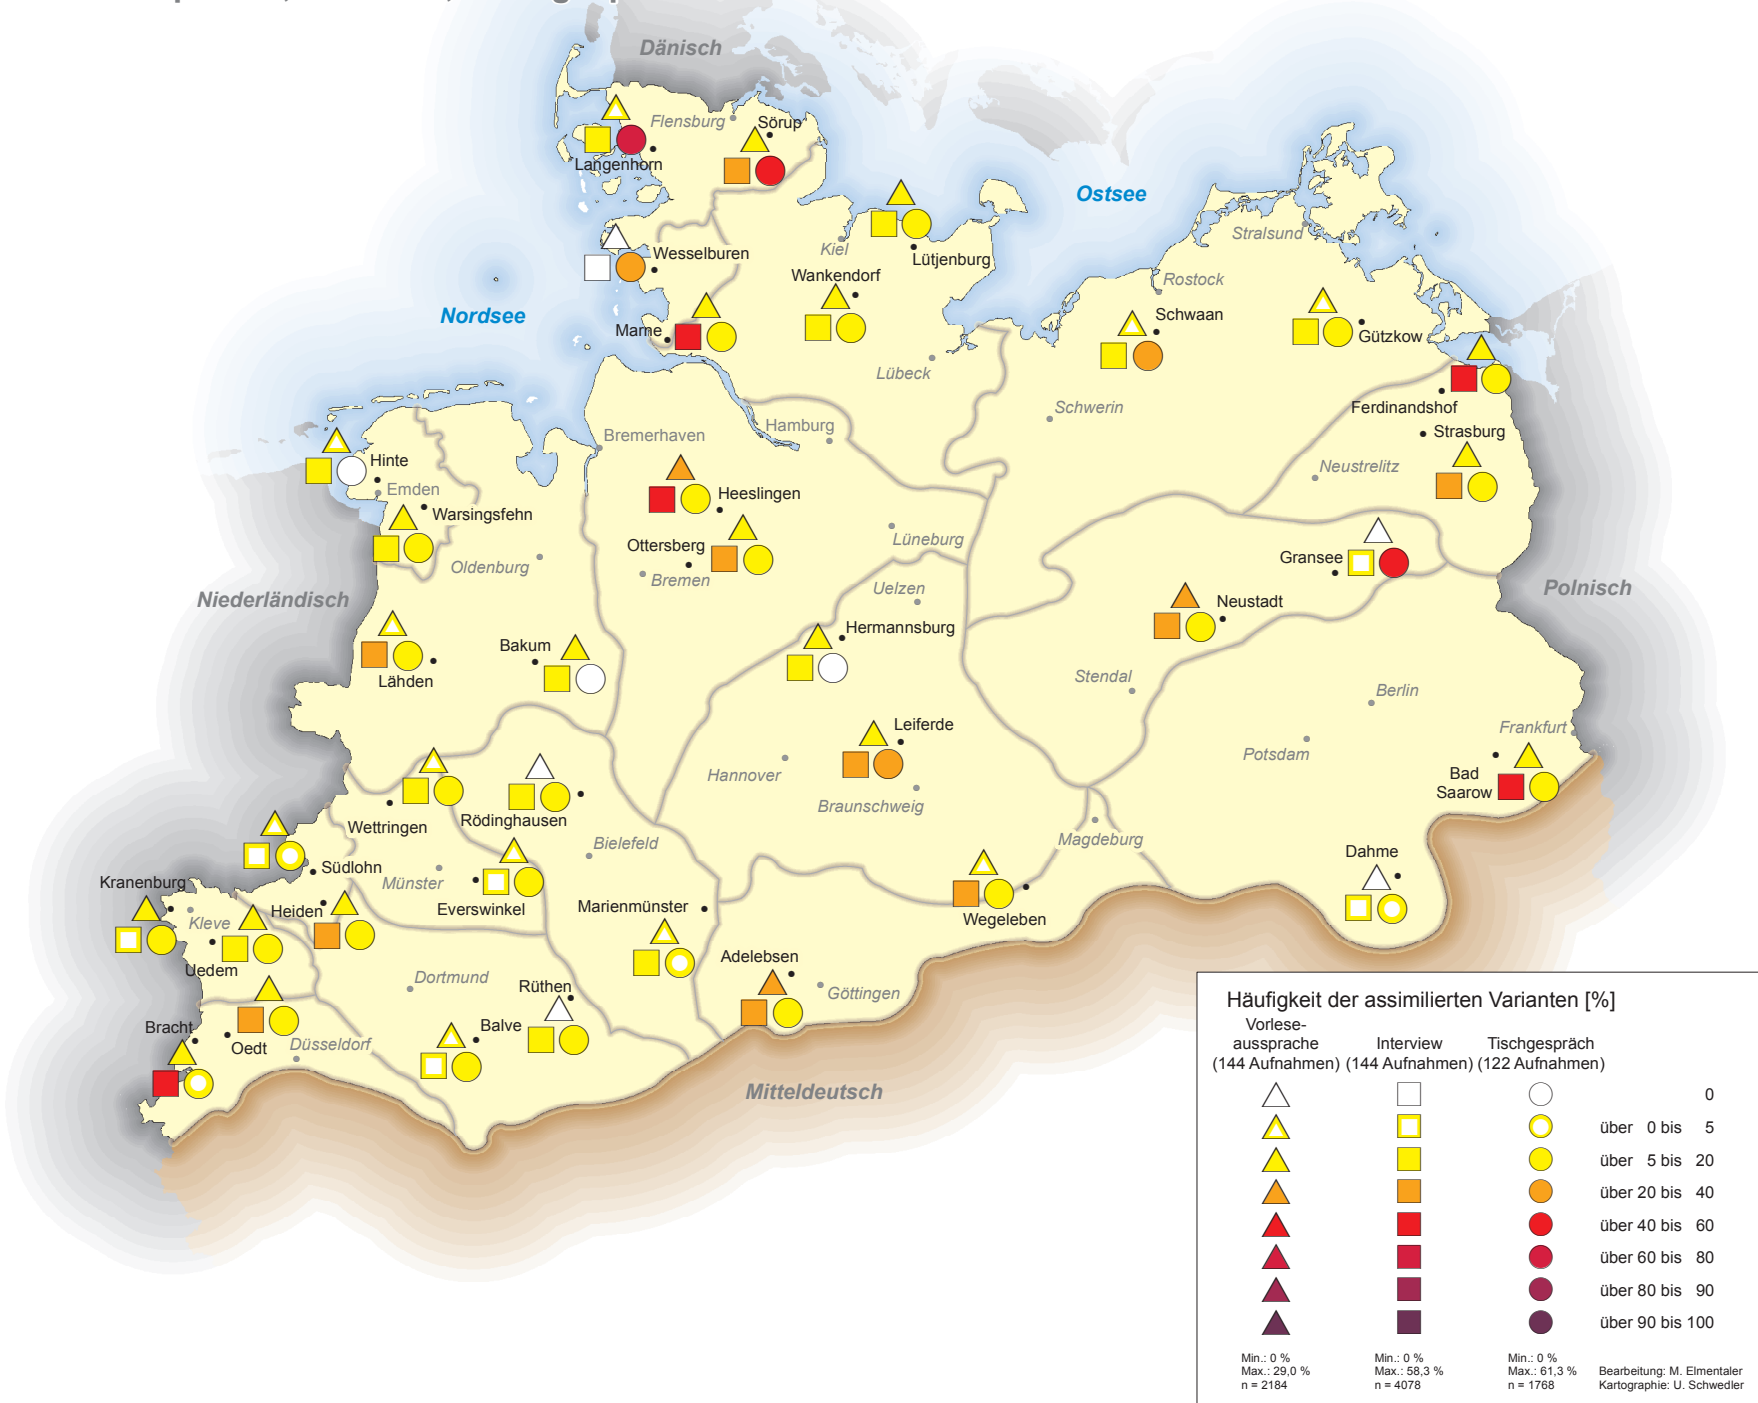 Dänisch
Flensburg
Sörup
Langenhorn
Ostsee
Wesselburen
Kiel
Lütjenburg
Stralsund
Wankendorf
Rostock
Nordsee
Schwaan
Marne
Gützkow
Lübeck
Schwerin
Ferdinandshof
Hamburg
Bremerhaven
Strasburg
Hinte
Neustrelitz
Emden
Heeslingen
Warsingsfehn
Ottersberg
Lüneburg
Gransee
Oldenburg
Bremen
Uelzen
Polnisch
Niederländisch
Neustadt
Hermannsburg
Bakum
Lähden
Stendal
Berlin
Leiferde
Frankfurt
Hannover
Potsdam
Bad
Saarow
Braunschweig
Wettringen
Rödinghausen
Bielefeld
Magdeburg
Dahme
Südlohn
Kranenburg
Münster
Everswinkel
Heiden
Marienmünster
Wegeleben
Kleve
Uedem
Adelebsen
Dortmund
Rüthen
Göttingen
Bracht
Balve
Oedt
Düsseldorf
Mitteldeutsch
Häufigkeit der assimilierten Varianten [%]
Vorlese-
aussprache Interview Tischgespräch
(144 Aufnahmen) (144 Aufnahmen) (122 Aufnahmen)
0
über 0 bis 5
über 5 bis 20
über 20 bis 40
über 40 bis 60
über 60 bis 80
über 80 bis 90
über 90 bis 100
Min.: 0 % Min.: 0 % Min.: 0 %
Max.: 29,0 % Max.: 58,3 % Max.: 61,3 % Bearbeitung: M. Elmentaler
n = 2184 n = 4078 n = 1768 Kartographie: U. Schwedler